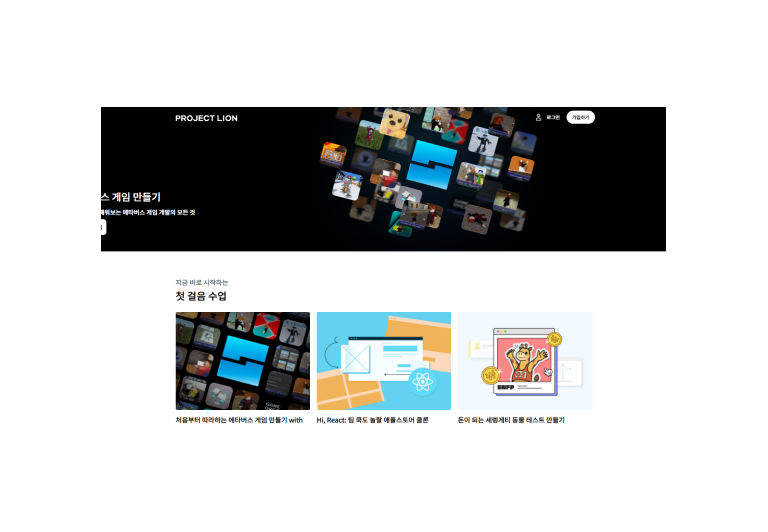 PROJECT LION
로그인
가입하기
스 게임 만들기
배워보는 메타버스 게임 개발의 모든 것
지금 바로 시작하는
첫 걸음 수업
ENFP
처음부터 따라하는 메타버스 게임 만들기 with
Hi, React: 팀 쿡도 놀랄 애플스토어 클론
돈이 되는 세렝게티 동물 테스트 만들기